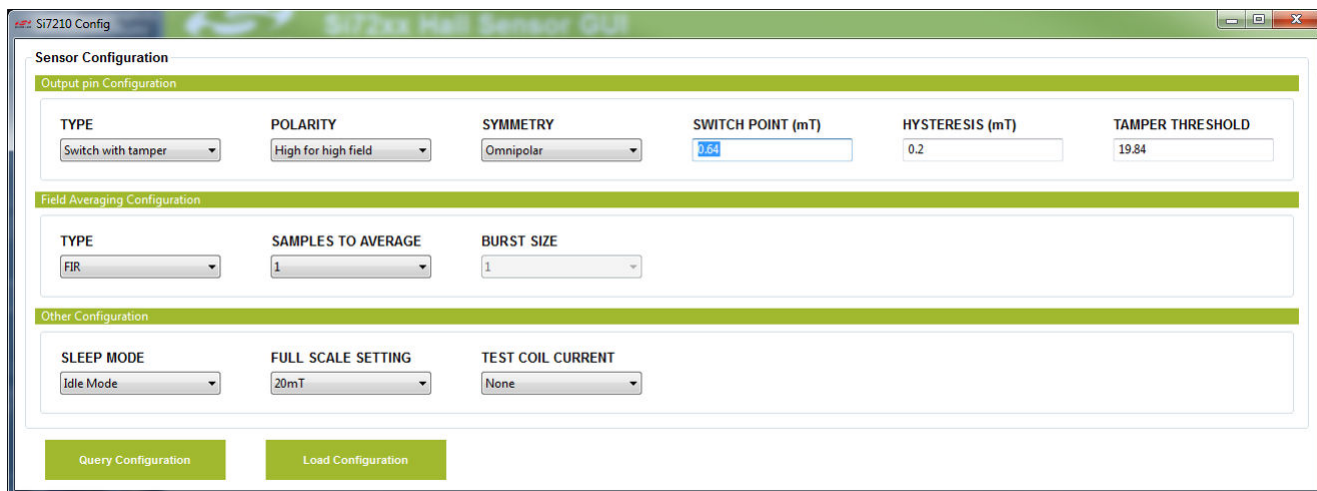 Si7210 Config
Si72xx Hall Sensor GUI
Sensor Configuration
Output pin Configuration
TYPE POLARITY SYMMETRY SWITCH POINT (mT) HYSTERESIS (mT) TAMPER THRESHOLD
Switch with tamper High for high field Omnipolar 0.64 0.2 19.84
Field Averaging Configuration
TYPE SAMPLES TO AVERAGE BURST SIZE
FIR 1 1
Other Configuration
SLEEP MODE FULL SCALE SETTING TEST COIL CURRENT
Idle Mode 20mT None
Query Configuration Load Configuration